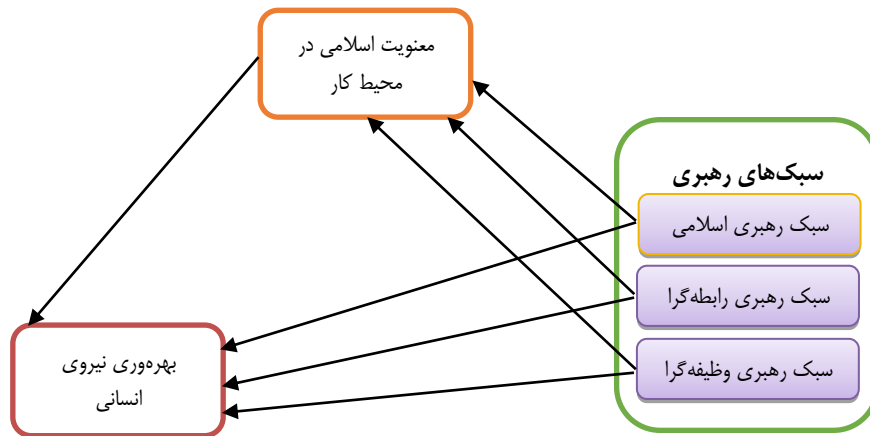 معنویت اسلامی در
محیط کار
سبک‌های رهبری
سبک رهبری اسلامی
سبک رهبری رابطه‌گرا
سبک رهبری وظیفه‌گرا
بهره‌وری نیروی
انسانی